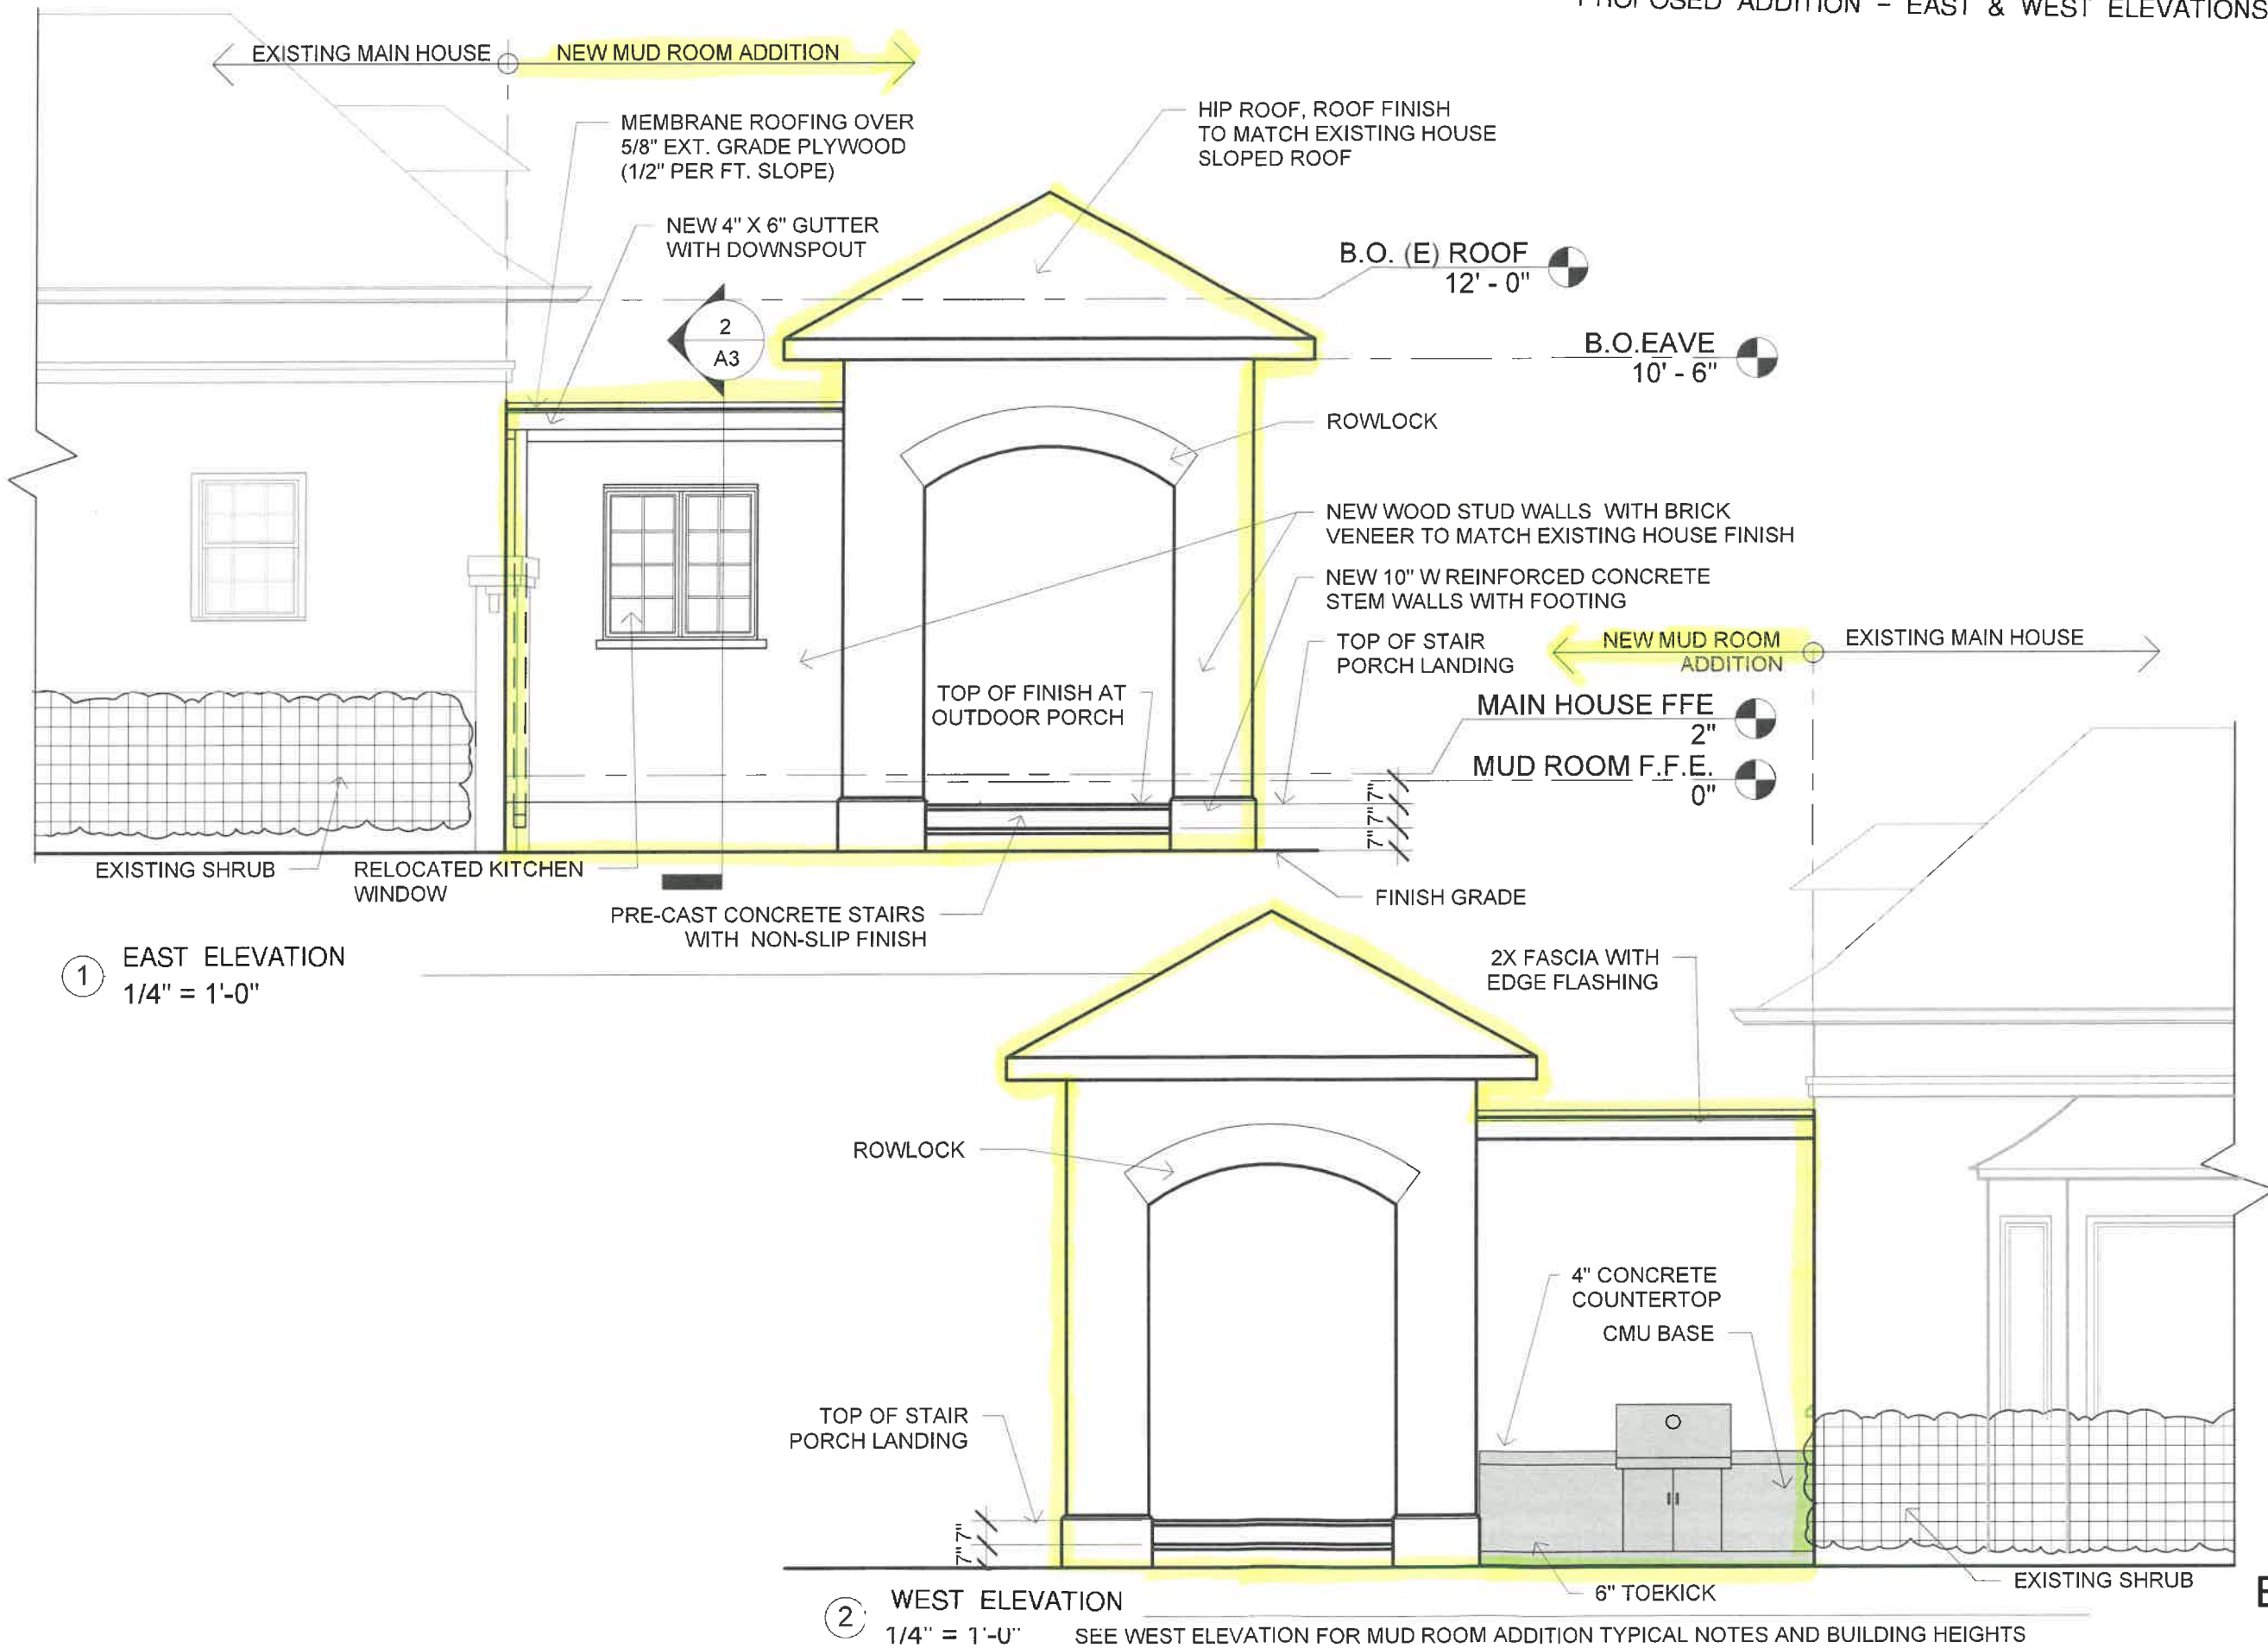 PROPOSED ADDITION - EAST & WEST ELEVATIONS
EXISTING MAIN HOUSE
NEW MUD ROOM ADDITION
MEMBRANE ROOFING OVER
5/8" EXT. GRADE PLYWOOD
(1/2" PER FT. SLOPE)
HIP ROOF, ROOF FINISH
TO MATCH EXISTING HOUSE
SLOPED ROOF
NEW 4" X 6" GUTTER
WITH DOWNSPOUT
B.O. (E) ROOF
12' - 0"
2
A3
B.O.EAVE
10' - 6"
ROWLOCK
NEW WOOD STUD WALLS WITH BRICK
VENEER TO MATCH EXISTING HOUSE FINISH
NEW 10" W REINFORCED CONCRETE
STEM WALLS WITH FOOTING
TOP OF STAIR
PORCH LANDING
NEW MUD ROOM
ADDITION
EXISTING MAIN HOUSE
TOP OF FINISH AT
OUTDOOR PORCH
MAIN HOUSE FFE
2"
MUD ROOM F.F.E.
0"
7" 7" 7"
EXISTING SHRUB
RELOCATED KITCHEN
WINDOW
PRE-CAST CONCRETE STAIRS
WITH NON-SLIP FINISH
FINISH GRADE
1
EAST ELEVATION
1/4" = 1'-0"
2X FASCIA WITH
EDGE FLASHING
ROWLOCK
4" CONCRETE
COUNTERTOP
CMU BASE
TOP OF STAIR
PORCH LANDING
7" 7"
6" TOEKICK
EXISTING SHRUB
2
WEST ELEVATION
1/4" = 1'-0"
SEE WEST ELEVATION FOR MUD ROOM ADDITION TYPICAL NOTES AND BUILDING HEIGHTS